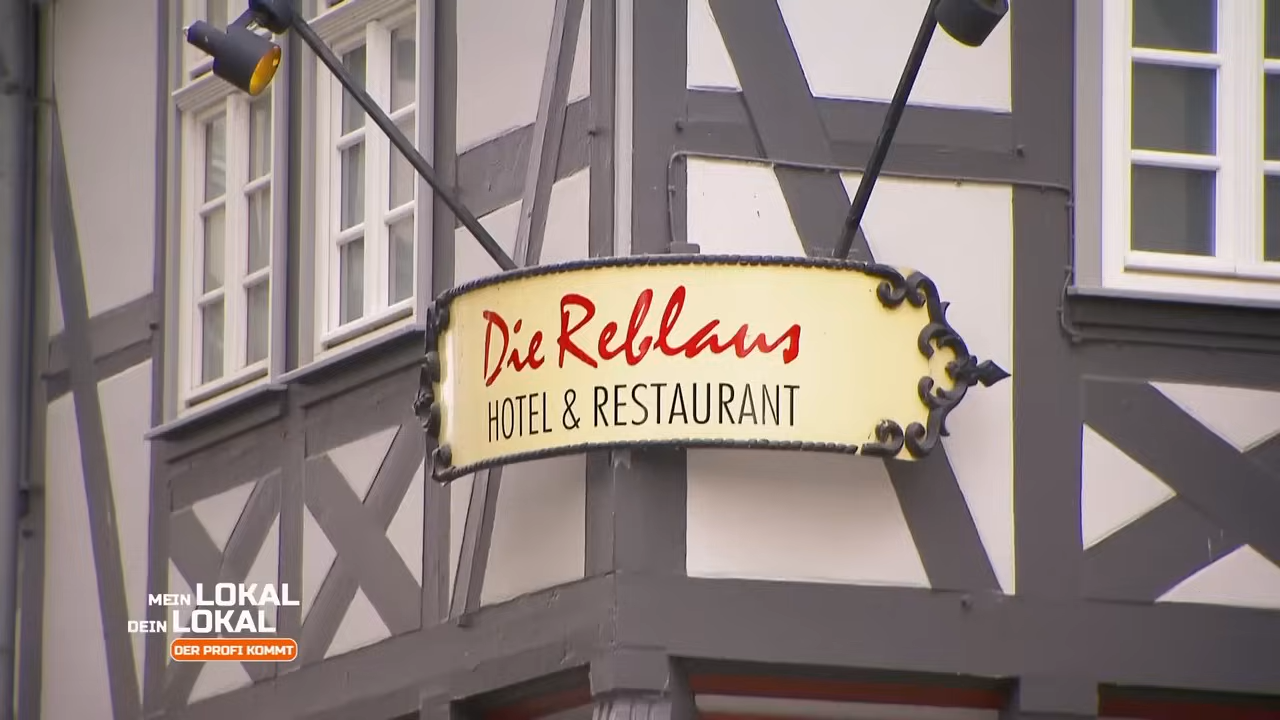 Die Reblaus
HOTEL & RESTAURANT
MEIN LOKAL
DEIN LOKAL
DER PROFI KOMMT